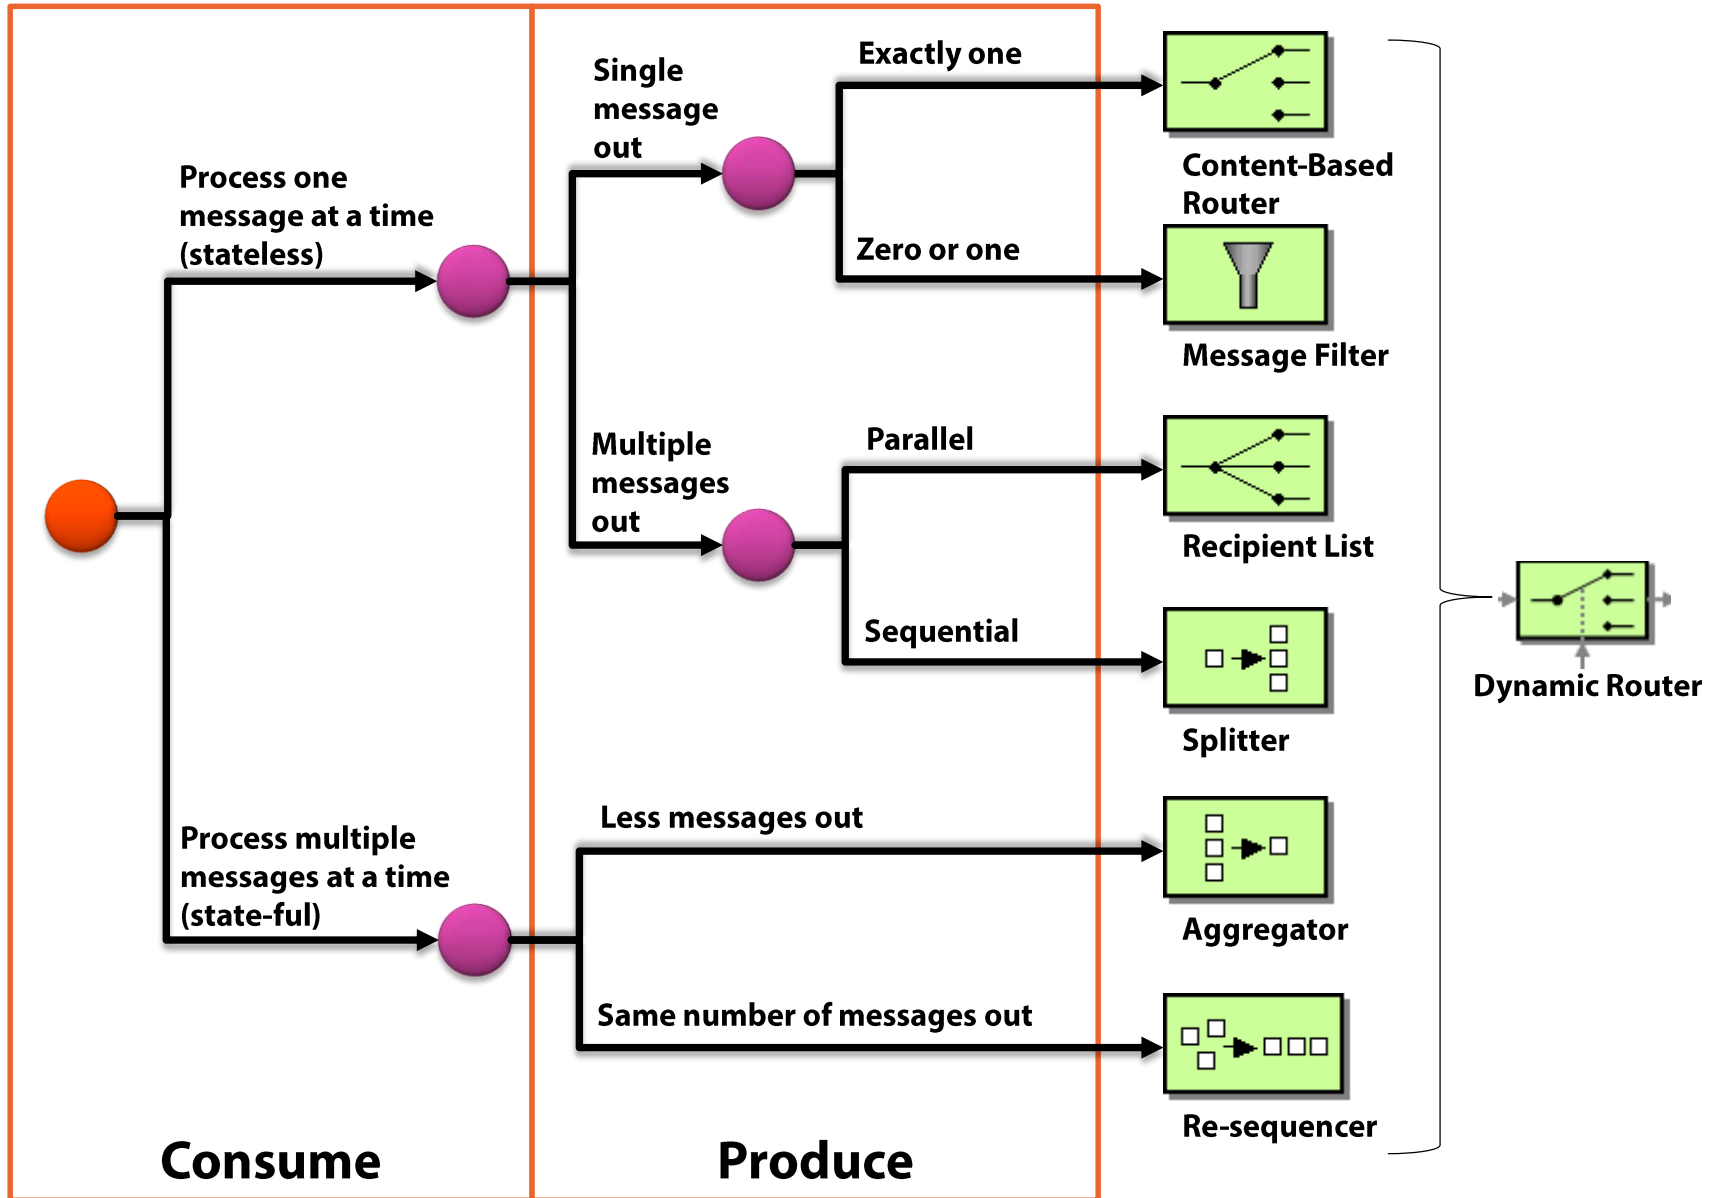 Single
message
out
Exactly one
Content-Based
Router
Process one
message at a time
(stateless)
Zero or one
Message Filter
Multiple
messages
out
Parallel
Recipient List
Sequential
Splitter
Dynamic Router
Process multiple
messages at a time
(state-ful)
Less messages out
Aggregator
Same number of messages out
Re-sequencer
Consume
Produce